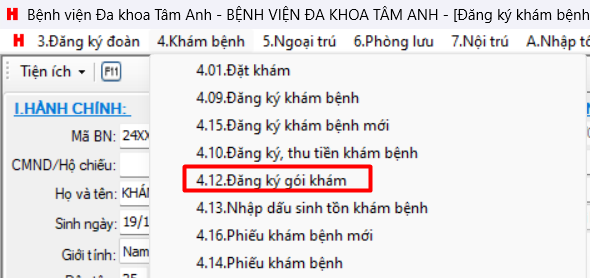 Bệnh viện Đa khoa Tâm Anh - BỆNH VIỆN ĐA KHOA TÂM ANH - [Đăng ký khám bệnh
H 3.Đăng ký đoàn 4.Khám bệnh 5.Ngoại trú 6.Phòng lưu 7.Nội trú A.Nhập
Tiện ích F11
4.01.Đặt khám
I.HÀNH CHÍNH:
4.09.Đăng ký khám bệnh
Mã BN: 24XX
4.15.Đăng ký khám bệnh mới
CMND/Hộ chiếu:
4.10.Đăng ký, thu tiền khám bệnh
Họ và tên: KHÁ
4.12.Đăng ký gói khám
Sinh ngày: 19/1
4.13.Nhập dấu sinh tồn khám bệnh
4.16.Phiếu khám bệnh mới
Giới tính: Nam
4.14.Phiếu khám bệnh